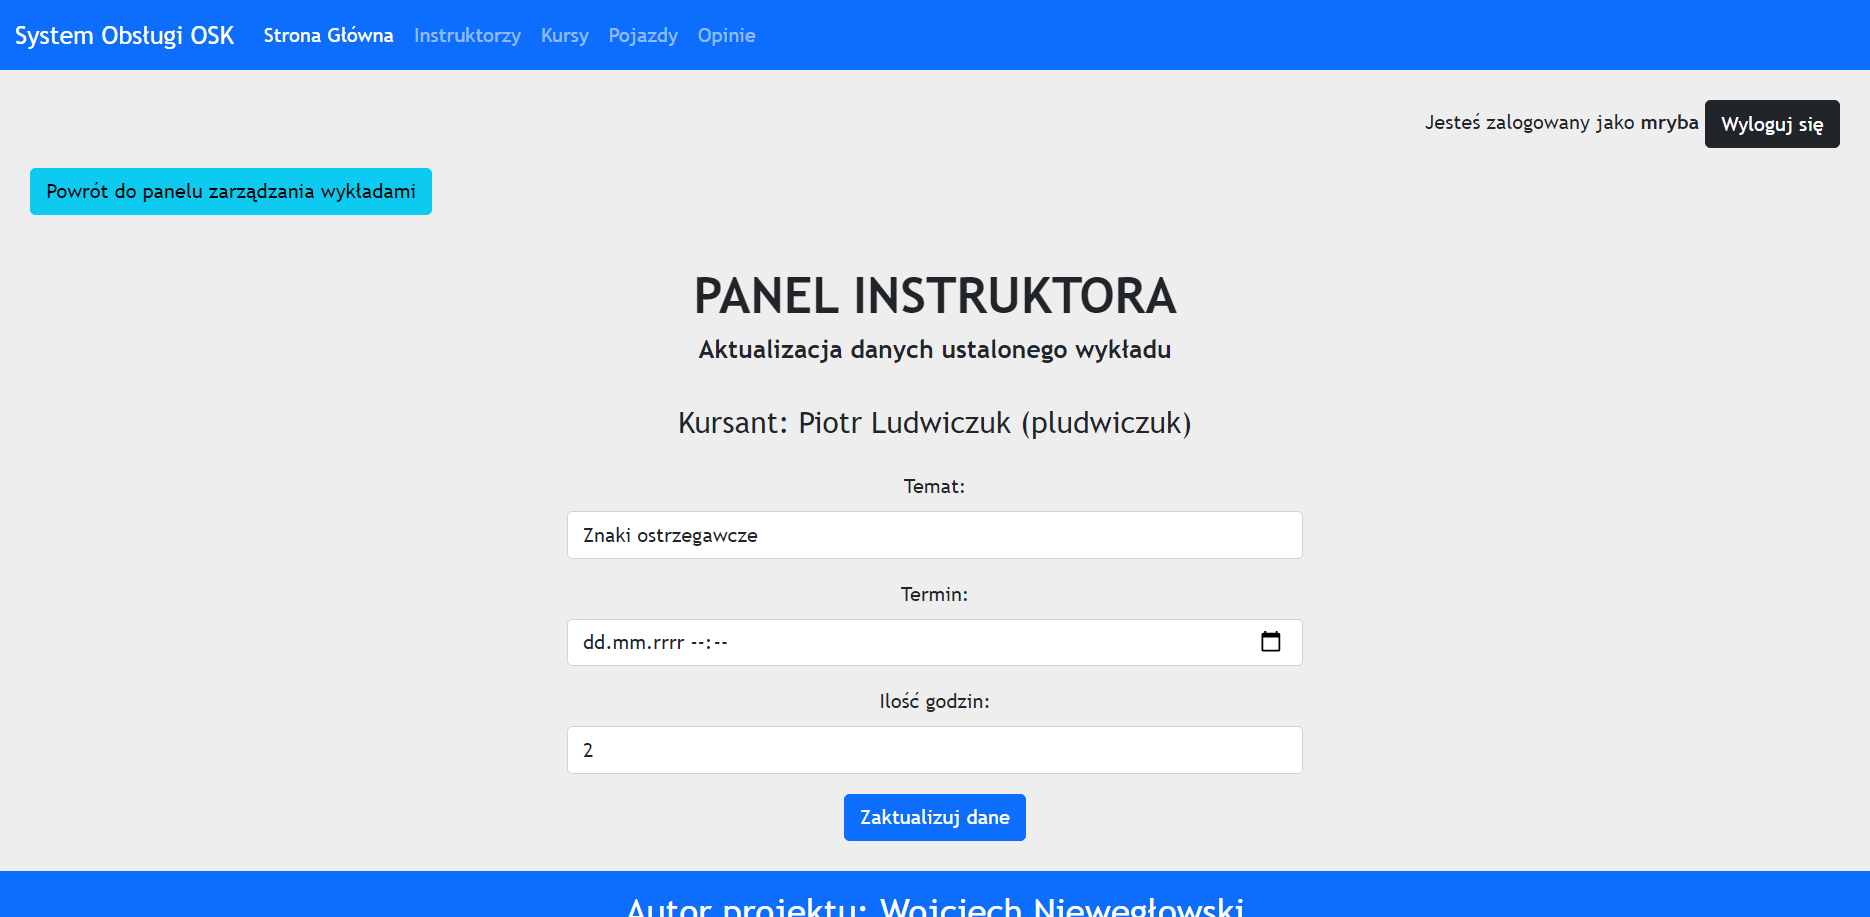 System Obsługi OSK Strona Główna Instruktorzy Kursy Pojazdy Opinie
Jesteś zalogowany jako mryba Wyloguj się
Powrót do panelu zarządzania wykładami
PANEL INSTRUKTORA
Aktualizacja danych ustalonego wykładu
Kursant: Piotr Ludwiczuk (pludwiczuk)
Temat:
Znaki ostrzegawcze
Termin:
dd.mm.rrrr --:--
Ilość godzin:
2
Zaktualizuj dane
Autor projektu: Wojciech Niewęgłowski